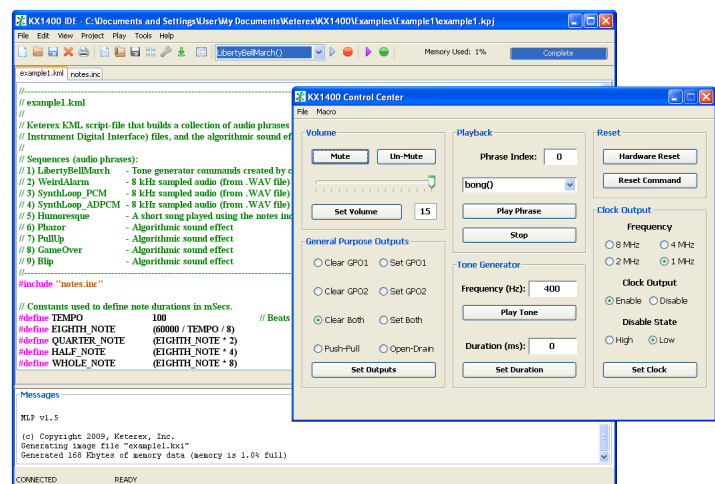 KX1400 IDE - C:\Documents and Settings\User\My Documents\Keterex\KX1400\Examples\Example1\example1.kpj
File Edit View Project Play Tools Help
LibertyBellMarch()
Memory Used: 1%
Complete
example1.kml notes.inc
//--------------------------------------------------------------
// example1.kml
//
// Keterex KML script-file that builds a collection of audio phrases
// Instrument Digital Interface) files, and the algorithmic sound ef
//
// Sequences (audio phrases):
// 1) LibertyBellMarch - Tone generator commands created by c
// 2) WeirdAlarm - 8 kHz sampled audio (from .WAV file)
// 3) SynthLoop_PCM - 8 kHz sampled audio (from .WAV file)
// 4) SynthLoop_ADPCM - 8 kHz sampled audio (from .WAV file)
// 5) Humoresque - A short song played using the notes inc
// 6) Phazor - Algorithmic sound effect
// 7) PullUp - Algorithmic sound effect
// 8) GameOver - Algorithmic sound effect
// 9) Blip - Algorithmic sound effect
//--------------------------------------------------------------
#include "notes.inc"
// Constants used to define note durations in mSecs.
#define TEMPO 100 // Beats
#define EIGHTH_NOTE (60000 / TEMPO / 8)
#define QUARTER_NOTE (EIGHTH_NOTE * 2)
#define HALF_NOTE (EIGHTH_NOTE * 4)
#define WHOLE_NOTE (EIGHTH_NOTE * 8)
Messages
MLP v1.5
(c) Copyright 2009, Keterex, Inc.
Generating image file "example1.kxi"
Generated 168 Kbytes of memory data (memory is 1.0% full)
CONNECTED READY
KX1400 Control Center
File Macro
Volume
Mute Un-Mute
Set Volume 15
General Purpose Outputs
Clear GPO1 Set GPO1
Clear GPO2 Set GPO2
Clear Both Set Both
Push-Pull Open-Drain
Set Outputs
Playback
Phrase Index: 0
bong()
Play Phrase
Stop
Tone Generator
Frequency (Hz): 400
Play Tone
Duration (ms): 0
Set Duration
Reset
Hardware Reset
Reset Command
Clock Output
Frequency
8 MHz 4 MHz
2 MHz 1 MHz
Clock Output
Enable Disable
Disable State
High Low
Set Clock